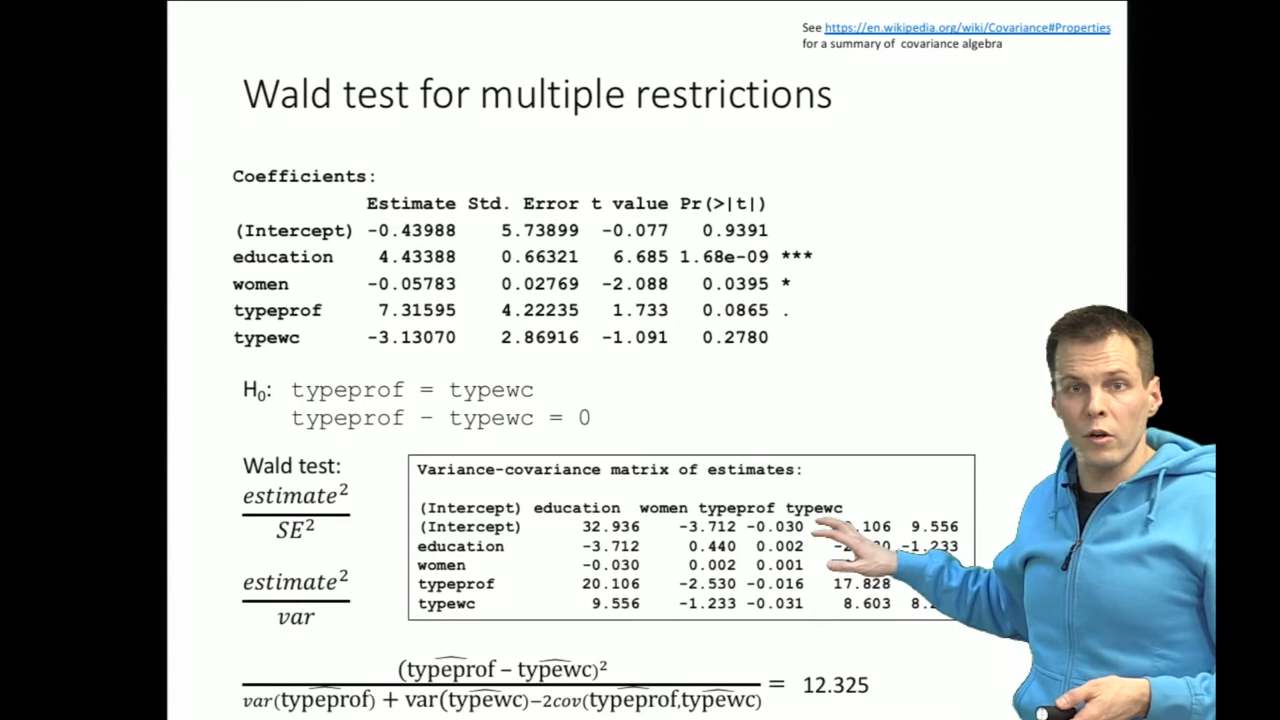 See https://en.wikipedia.org/wiki/Covariance#Properties
for a summary of covariance algebra
Wald test for multiple restrictions
Coefficients:
Estimate Std. Error t value Pr(>|t|)
(Intercept) -0.43988 5.73899 -0.077 0.9391
education 4.43388 0.66321 6.685 1.68e-09 ***
women -0.05783 0.02769 -2.088 0.0395 *
typeprof 7.31595 4.22235 1.733 0.0865 .
typewc -3.13070 2.86916 -1.091 0.2780
H0: typeprof = typewc
typeprof – typewc = 0
Wald test:
estimate²
SE²
estimate²
var
Variance-covariance matrix of estimates:
(Intercept) education women typeprof typewc
(Intercept) 32.936 -3.712 -0.030 .106 9.556
education -3.712 0.440 0.002 -1.233
women -0.030 0.002 0.001
typeprof 20.106 -2.530 -0.016 17.828
typewc 9.556 -1.233 -0.031 8.603
(typeprof – typewc)²
var(typeprof) + var(typewc)–2cov(typeprof,typewc) = 12.325